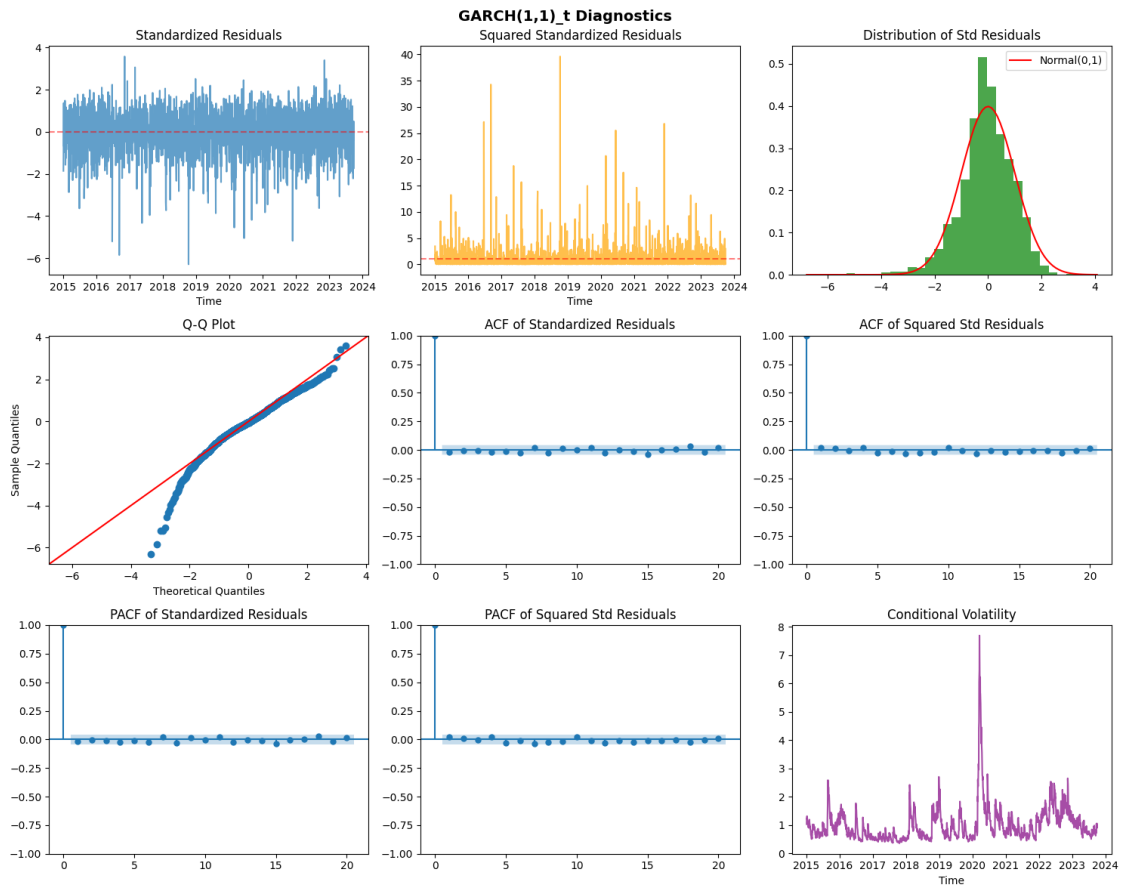 GARCH(1,1)_t Diagnostics
Standardized Residuals
4
2
0
−2
−4
−6
2015 2016 2017 2018 2019 2020 2021 2022 2023 2024
Time
Squared Standardized Residuals
40
35
30
25
20
15
10
5
0
2015 2016 2017 2018 2019 2020 2021 2022 2023 2024
Time
Distribution of Std Residuals
Normal(0,1)
0.5
0.4
0.3
0.2
0.1
0.0
−6 −4 −2 0 2 4
Q-Q Plot
Sample Quantiles
4
2
0
−2
−4
−6
−6 −4 −2 0 2 4
Theoretical Quantiles
ACF of Standardized Residuals
1.00
0.75
0.50
0.25
0.00
−0.25
−0.50
−0.75
−1.00
0 5 10 15 20
ACF of Squared Std Residuals
1.00
0.75
0.50
0.25
0.00
−0.25
−0.50
−0.75
−1.00
0 5 10 15 20
PACF of Standardized Residuals
1.00
0.75
0.50
0.25
0.00
−0.25
−0.50
−0.75
−1.00
0 5 10 15 20
PACF of Squared Std Residuals
1.00
0.75
0.50
0.25
0.00
−0.25
−0.50
−0.75
−1.00
0 5 10 15 20
Conditional Volatility
8
7
6
5
4
3
2
1
0
2015 2016 2017 2018 2019 2020 2021 2022 2023 2024
Time